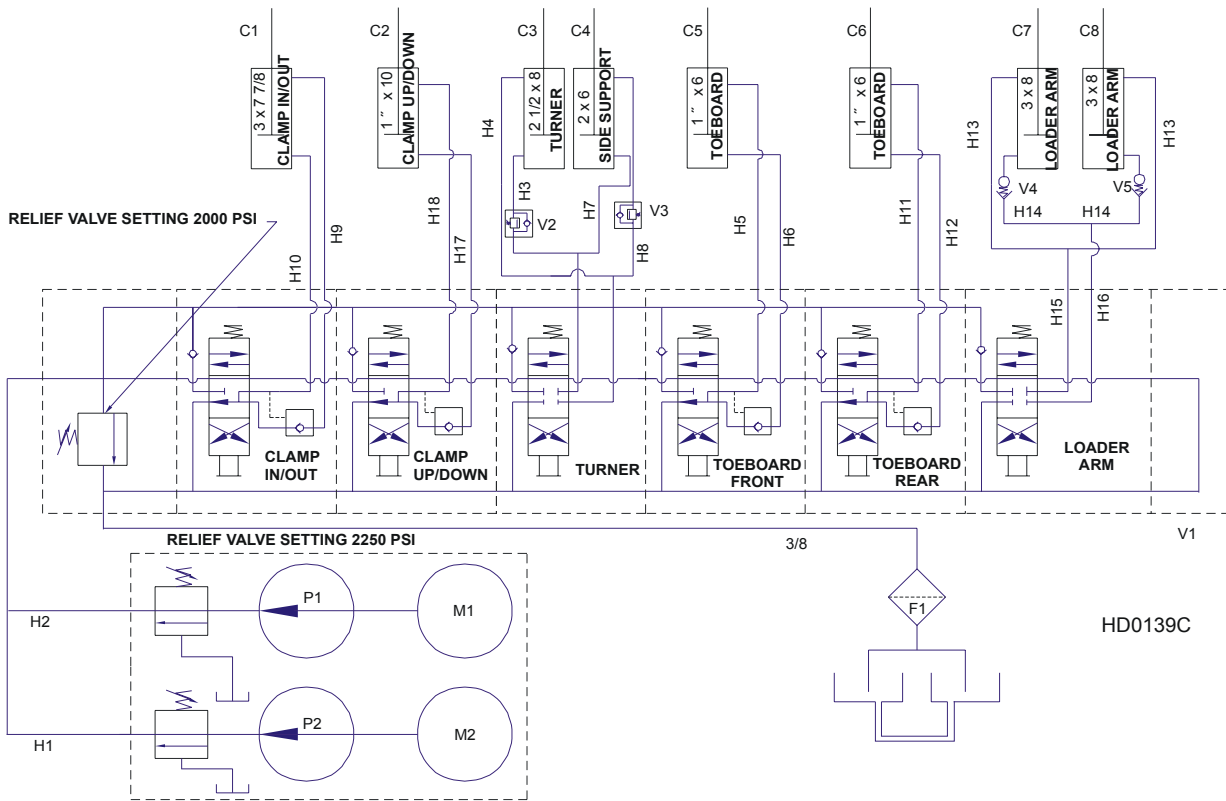 C1
C2
C3
C4
C5
C6
C7
C8
3 x 7 7/8
CLAMP IN/OUT
1 ˝ x 10
CLAMP UP/DOWN
2 1/2 x 8
TURNER
2 x 6
SIDE SUPPORT
1 ˝ x 6
TOEBOARD
1 ˝ x 6
TOEBOARD
3 x 8
LOADER ARM
3 x 8
LOADER ARM
H4
H13
H13
H3
H7
V4
V5
H14
H14
RELIEF VALVE SETTING 2000 PSI
H10
H9
H18
H17
V2
V3
H8
H5
H6
H11
H12
H15
H16
CLAMP
IN/OUT
CLAMP
UP/DOWN
TURNER
TOEBOARD
FRONT
TOEBOARD
REAR
LOADER
ARM
V1
RELIEF VALVE SETTING 2250 PSI
3/8
P1
M1
F1
H2
HD0139C
P2
M2
H1